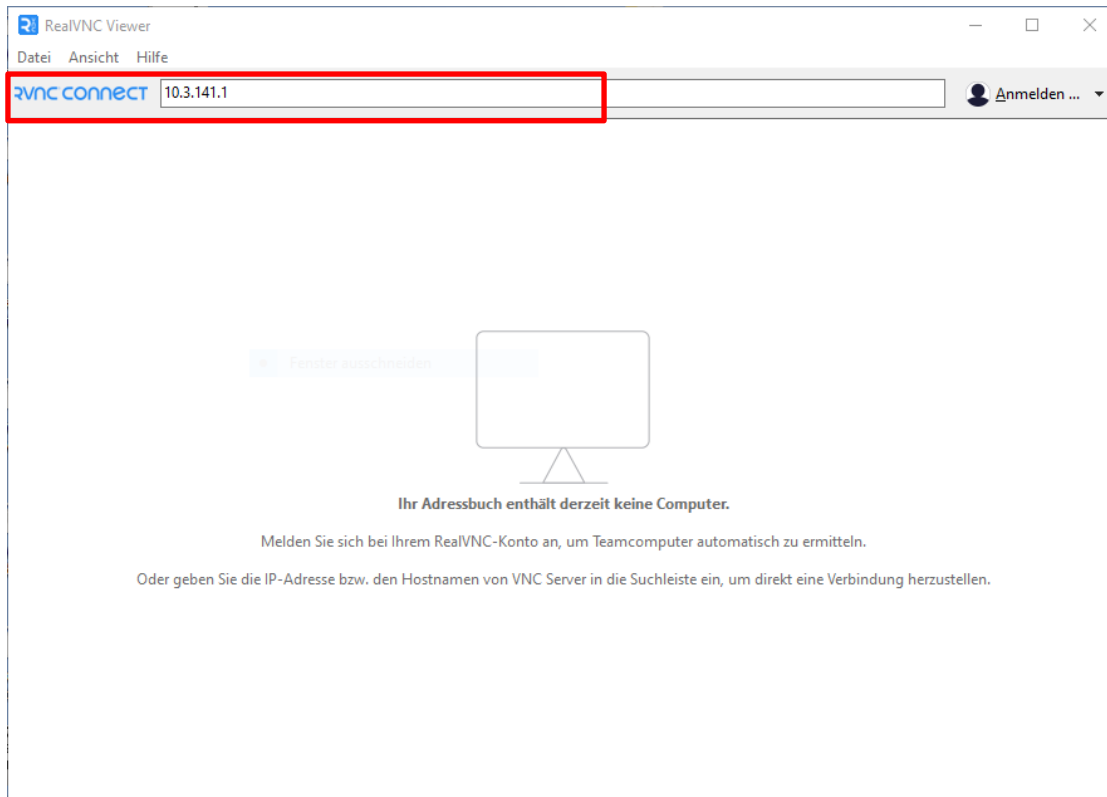 RealVNC Viewer
Datei Ansicht Hilfe
RVNC CONNECT 10.3.141.1 Anmelden ...
Fenster ausschneiden
Ihr Adressbuch enthält derzeit keine Computer.
Melden Sie sich bei Ihrem RealVNC-Konto an, um Teamcomputer automatisch zu ermitteln.
Oder geben Sie die IP-Adresse bzw. den Hostnamen von VNC Server in die Suchleiste ein, um direkt eine Verbindung herzustellen.